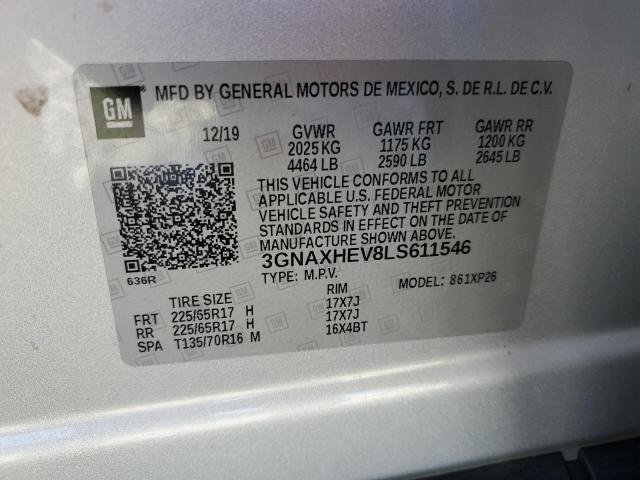 GM ® MFD BY GENERAL MOTORS DE MEXICO, S. DE R.L. DE C.V.
12/19 GVWR GAWR FRT GAWR RR
2025 KG 1175 KG 1200 KG
4464 LB 2590 LB 2645 LB
THIS VEHICLE CONFORMS TO ALL
APPLICABLE U.S. FEDERAL MOTOR
VEHICLE SAFETY AND THEFT PREVENTION
STANDARDS IN EFFECT ON THE DATE OF
MANUFACTURE SHOWN ABOVE.
3GNAXHEV8LS611546
636R TYPE: M.P.V. MODEL: 861XP26
TIRE SIZE RIM
FRT 225/65R17 H 17X7J
RR 225/65R17 H 17X7J
SPA T135/70R16 M 16X4BT